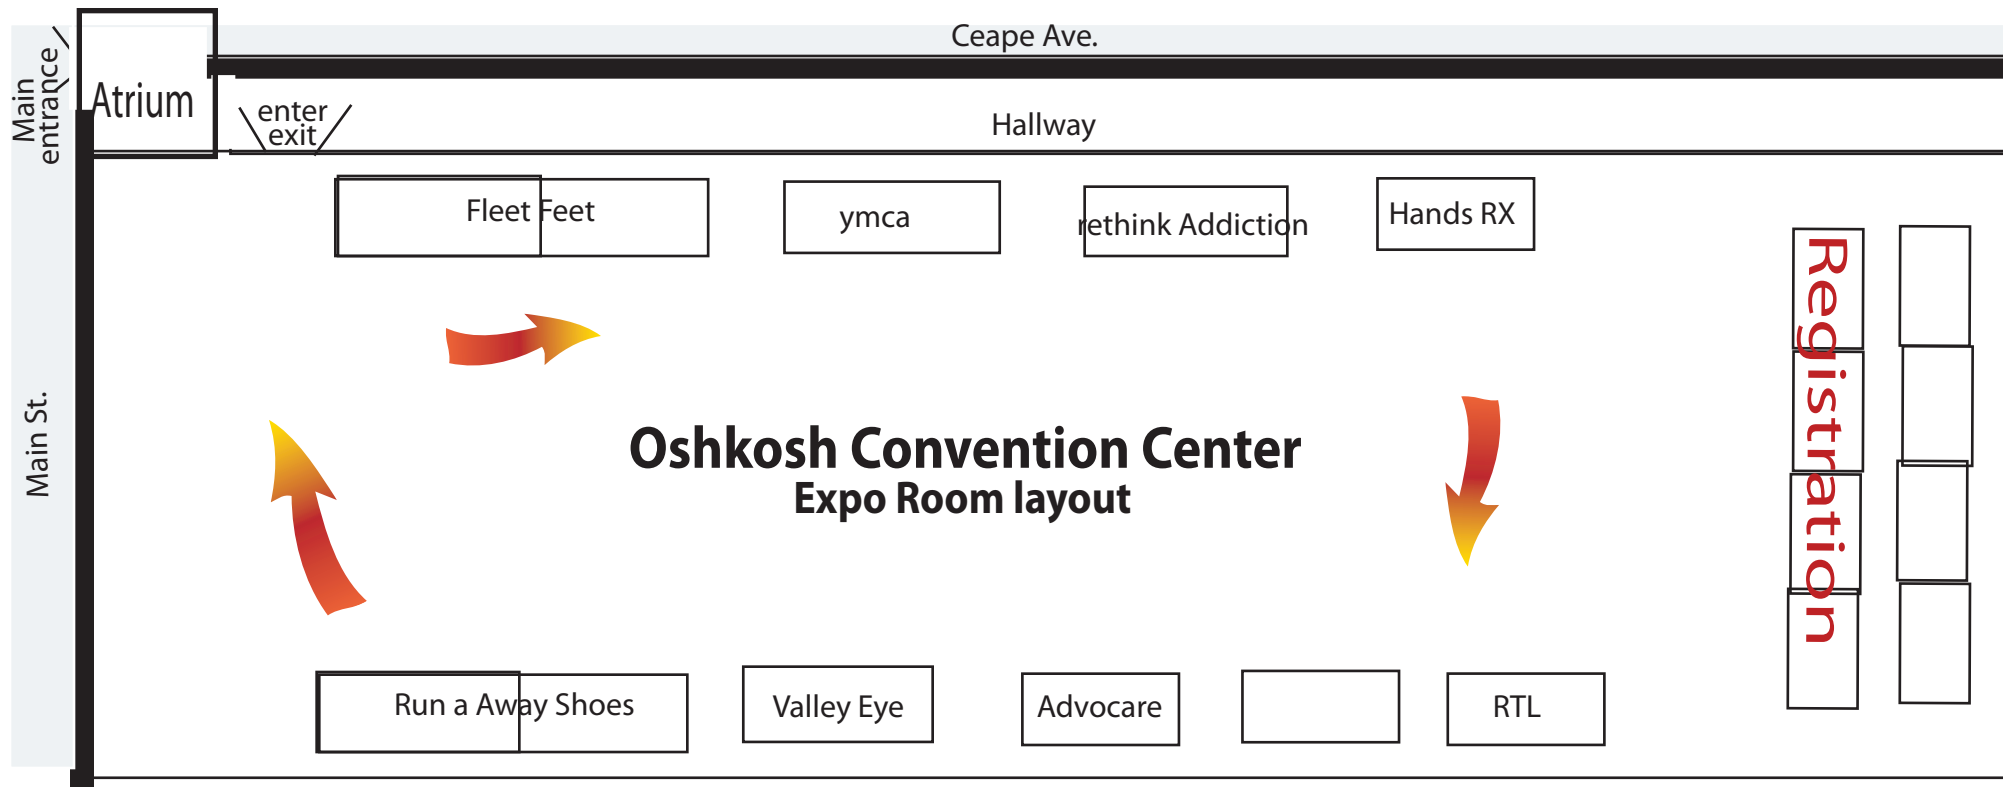 Ceape Ave.
Main
entrance
Atrium
enter
exit
Hallway
Fleet Feet
ymca
rethink Addiction
Hands RX
Registration
Main St.
Oshkosh Convention Center
Expo Room layout
Run a Away Shoes
Valley Eye
Advocare
RTL